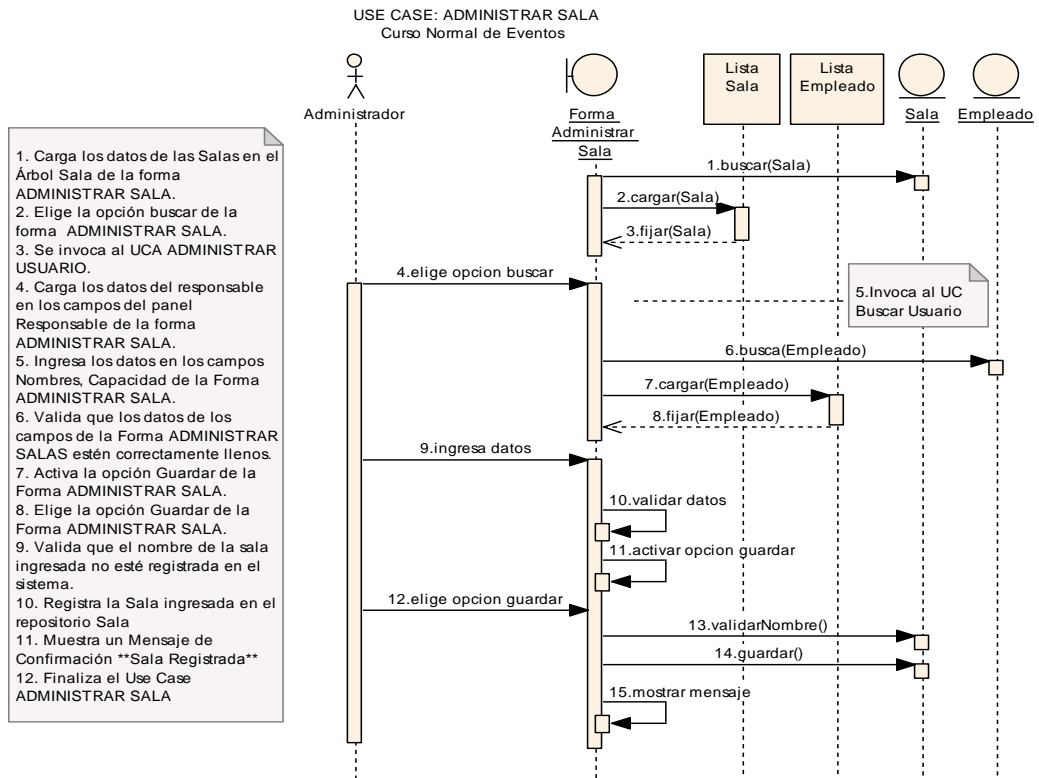 USE CASE: ADMINISTRAR SALA
Curso Normal de Eventos
Administrador
Forma
Administrar
Sala
Lista
Sala
Lista
Empleado
Sala
Empleado
1. Carga los datos de las Salas en el
Árbol Sala de la forma
ADMINISTRAR SALA.
2. Elige la opción buscar de la
forma ADMINISTRAR SALA.
3. Se invoca al UCA ADMINISTRAR
USUARIO.
4. Carga los datos del responsable
en los campos del panel
Responsable de la forma
ADMINISTRAR SALA.
5. Ingresa los datos en los campos
Nombres, Capacidad de la Forma
ADMINISTRAR SALA.
6. Valida que los datos de los
campos de la Forma ADMINISTRAR
SALAS estén correctamente llenos.
7. Activa la opción Guardar de la
Forma ADMINISTRAR SALA.
8. Elige la opción Guardar de la
Forma ADMINISTRAR SALA.
9. Valida que el nombre de la sala
ingresada no esté registrada en el
sistema.
10. Registra la Sala ingresada en el
repositorio Sala
11. Muestra un Mensaje de
Confirmación **Sala Registrada**
12. Finaliza el Use Case
ADMINISTRAR SALA
1.buscar(Sala)
2.cargar(Sala)
3.fijar(Sala)
4.elige opcion buscar
5.Invoca al UC
Buscar Usuario
6.busca(Empleado)
7.cargar(Empleado)
8.fijar(Empleado)
9.ingresa datos
10.validar datos
11.activar opcion guardar
12.elige opcion guardar
13.validarNombre()
14.guardar()
15.mostrar mensaje